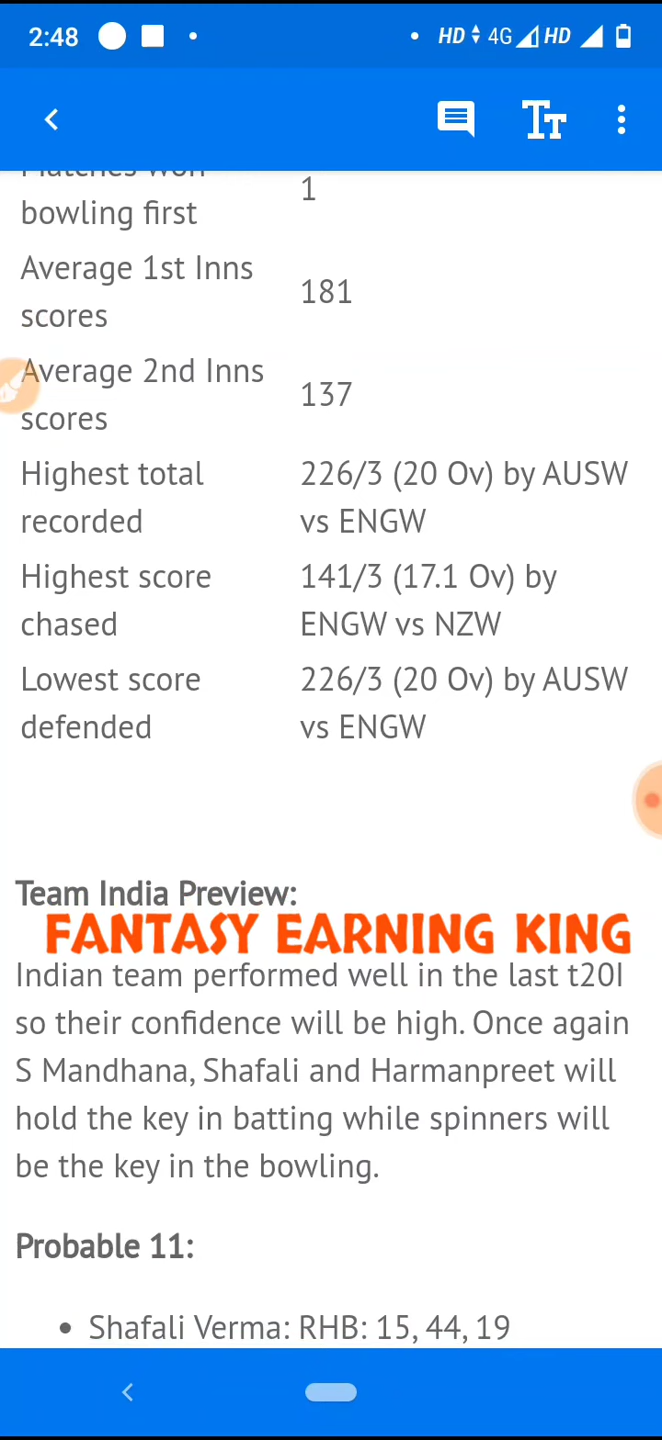 2:48
HD 4G HD
bowling first
1
Average 1st Inns
scores
181
Average 2nd Inns
scores
137
Highest total
recorded
226/3 (20 Ov) by AUSW
vs ENGW
Highest score
chased
141/3 (17.1 Ov) by
ENGW vs NZW
Lowest score
defended
226/3 (20 Ov) by AUSW
vs ENGW
Team India Preview:
FANTASY EARNING KING
Indian team performed well in the last t20I
so their confidence will be high. Once again
S Mandhana, Shafali and Harmanpreet will
hold the key in batting while spinners will
be the key in the bowling.
Probable 11:
• Shafali Verma: RHB: 15, 44, 19